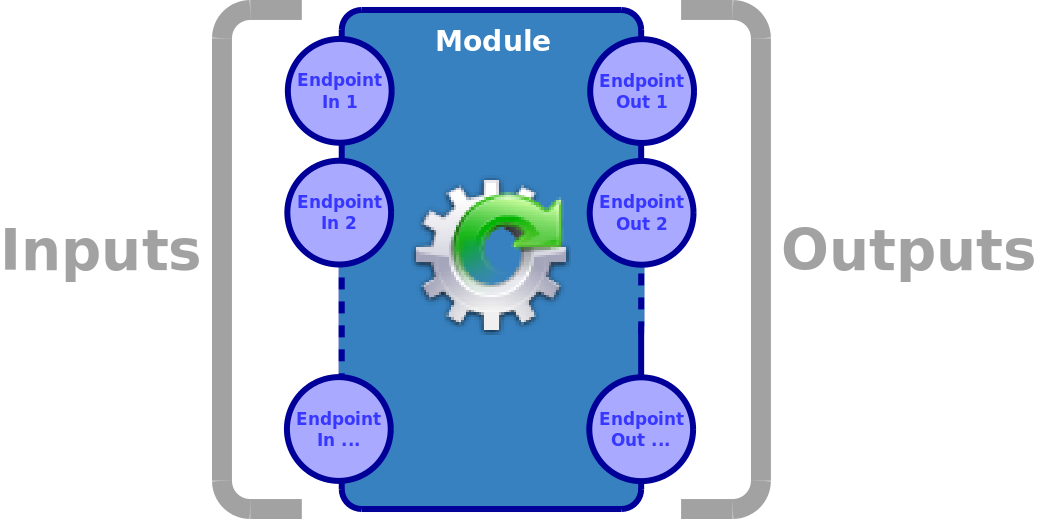 Module
Endpoint
In 1
Endpoint
Out 1
Endpoint
In 2
Endpoint
Out 2
Inputs
Outputs
Endpoint
In ...
Endpoint
Out ...